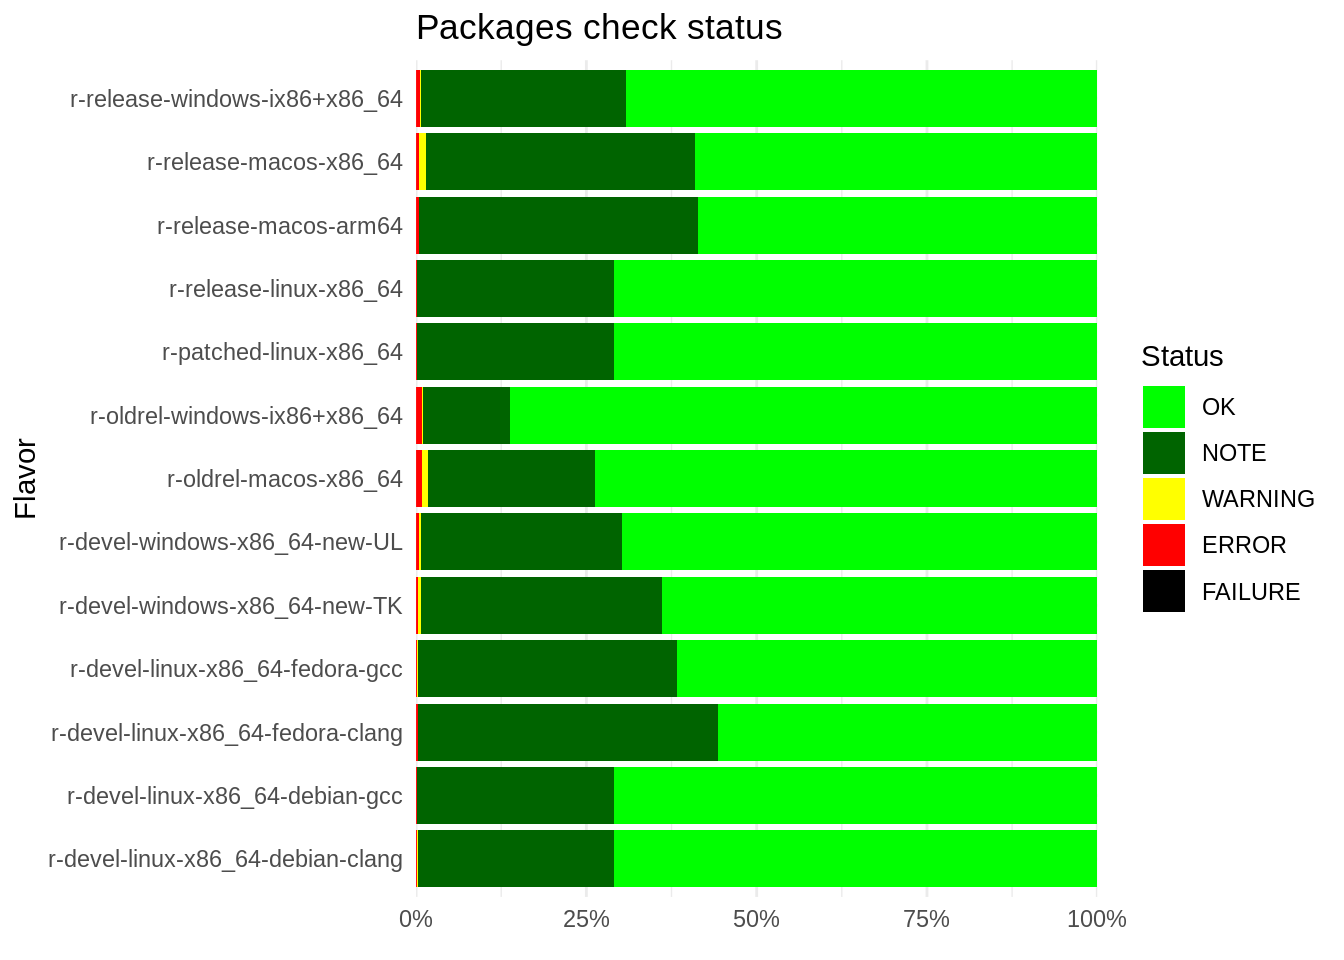 Packages check status
r-release-windows-ix86+x86_64
r-release-macos-x86_64
r-release-macos-arm64
r-release-linux-x86_64
r-patched-linux-x86_64
r-oldrel-windows-ix86+x86_64
r-oldrel-macos-x86_64
r-devel-windows-x86_64-new-UL
r-devel-windows-x86_64-new-TK
r-devel-linux-x86_64-fedora-gcc
r-devel-linux-x86_64-fedora-clang
r-devel-linux-x86_64-debian-gcc
r-devel-linux-x86_64-debian-clang
Flavor
0% 25% 50% 75% 100%
Status
OK
NOTE
WARNING
ERROR
FAILURE